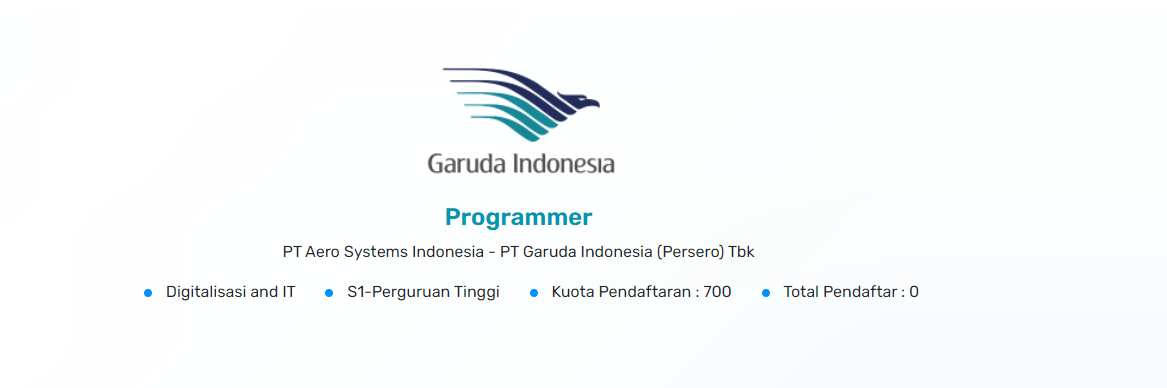 Garuda Indonesia
Programmer
PT Aero Systems Indonesia - PT Garuda Indonesia (Persero) Tbk
Digitalisasi and IT S1-Perguruan Tinggi Kuota Pendaftaran : 700 Total Pendaftar : 0